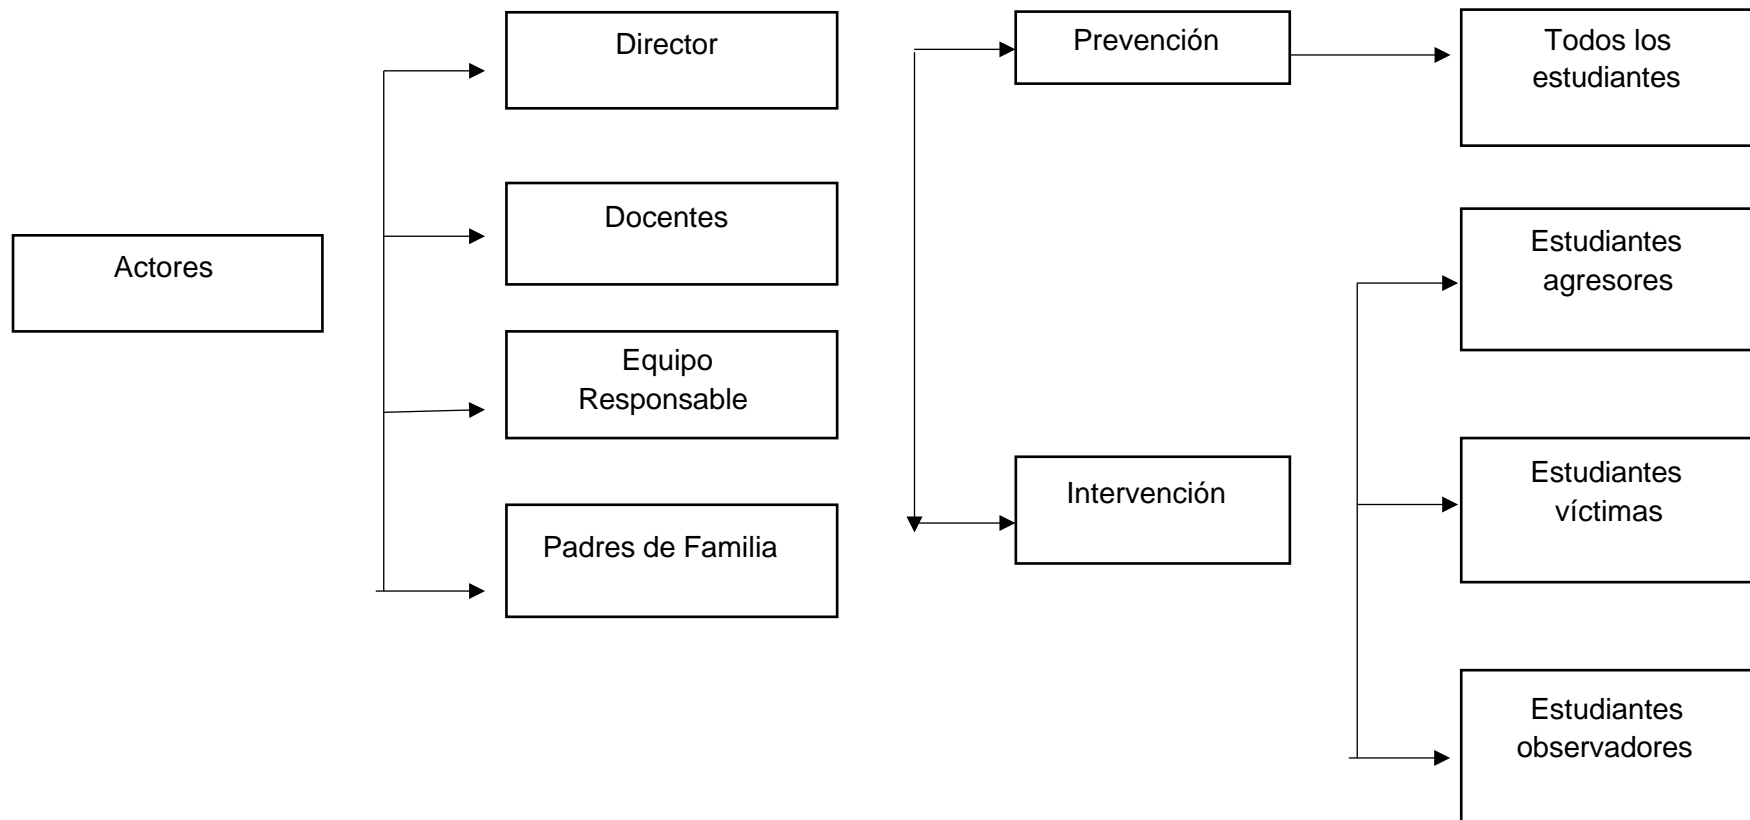 Actores
Director
Docentes
Equipo
Responsable
Padres de Familia
Prevención
Intervención
Todos los
estudiantes
Estudiantes
agresores
Estudiantes
víctimas
Estudiantes
observadores